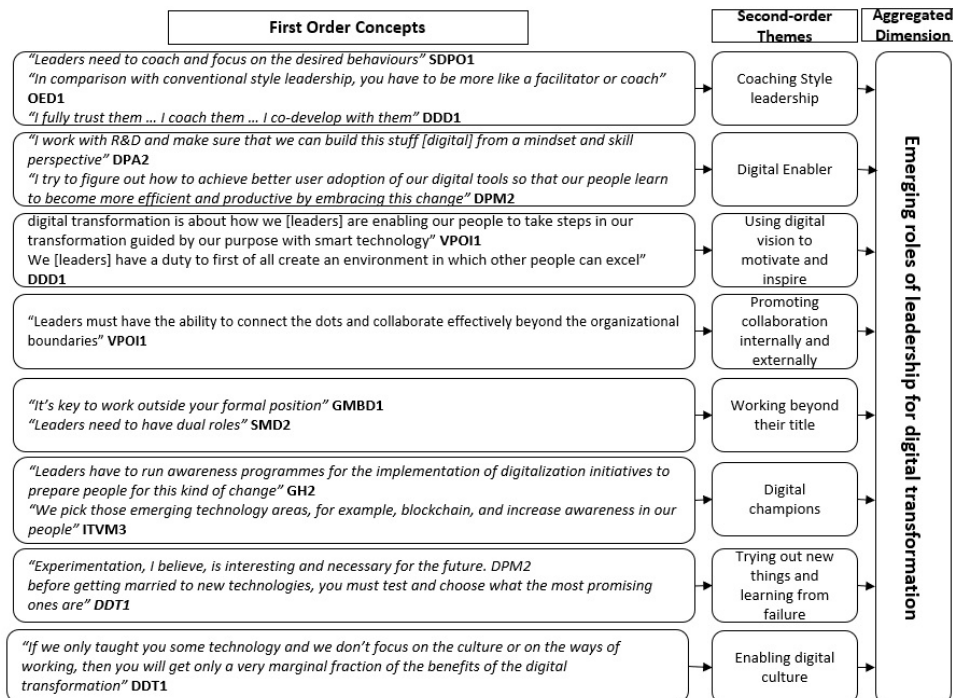 First Order Concepts
Second-order
Themes
Aggregated
Dimension
“Leaders need to coach and focus on the desired behaviours” SDPO1
“In comparison with conventional style leadership, you have to be more like a facilitator or coach”
OED1
“I fully trust them … I coach them … I co-develop with them” DDD1
Coaching Style
leadership
“I work with R&D and make sure that we can build this stuff [digital] from a mindset and skill
perspective” DPA2
“I try to figure out how to achieve better user adoption of our digital tools so that our people learn
to become more efficient and productive by embracing this change” DPM2
Digital Enabler
digital transformation is about how we [leaders] are enabling our people to take steps in our
transformation guided by our purpose with smart technology” VPOI1
We [leaders] have a duty to first of all create an environment in which other people can excel”
DDD1
Using digital
vision to
motivate and
inspire
“Leaders must have the ability to connect the dots and collaborate effectively beyond the organizational
boundaries” VPOI1
Promoting
collaboration
internally and
externally
“It’s key to work outside your formal position” GMBD1
“Leaders need to have dual roles” SMD2
Working beyond
their title
“Leaders have to run awareness programmes for the implementation of digitalization initiatives to
prepare people for this kind of change” GH2
“We pick those emerging technology areas, for example, blockchain, and increase awareness in our
people” ITVM3
Digital
champions
“Experimentation, I believe, is interesting and necessary for the future. DPM2
before getting married to new technologies, you must test and choose what the most promising
ones are” DDT1
Trying out new
things and
learning from
failure
“If we only taught you some technology and we don’t focus on the culture or on the ways of
working, then you will get only a very marginal fraction of the benefits of the digital
transformation” DDT1
Enabling digital
culture
Emerging roles of leadership for digital transformation